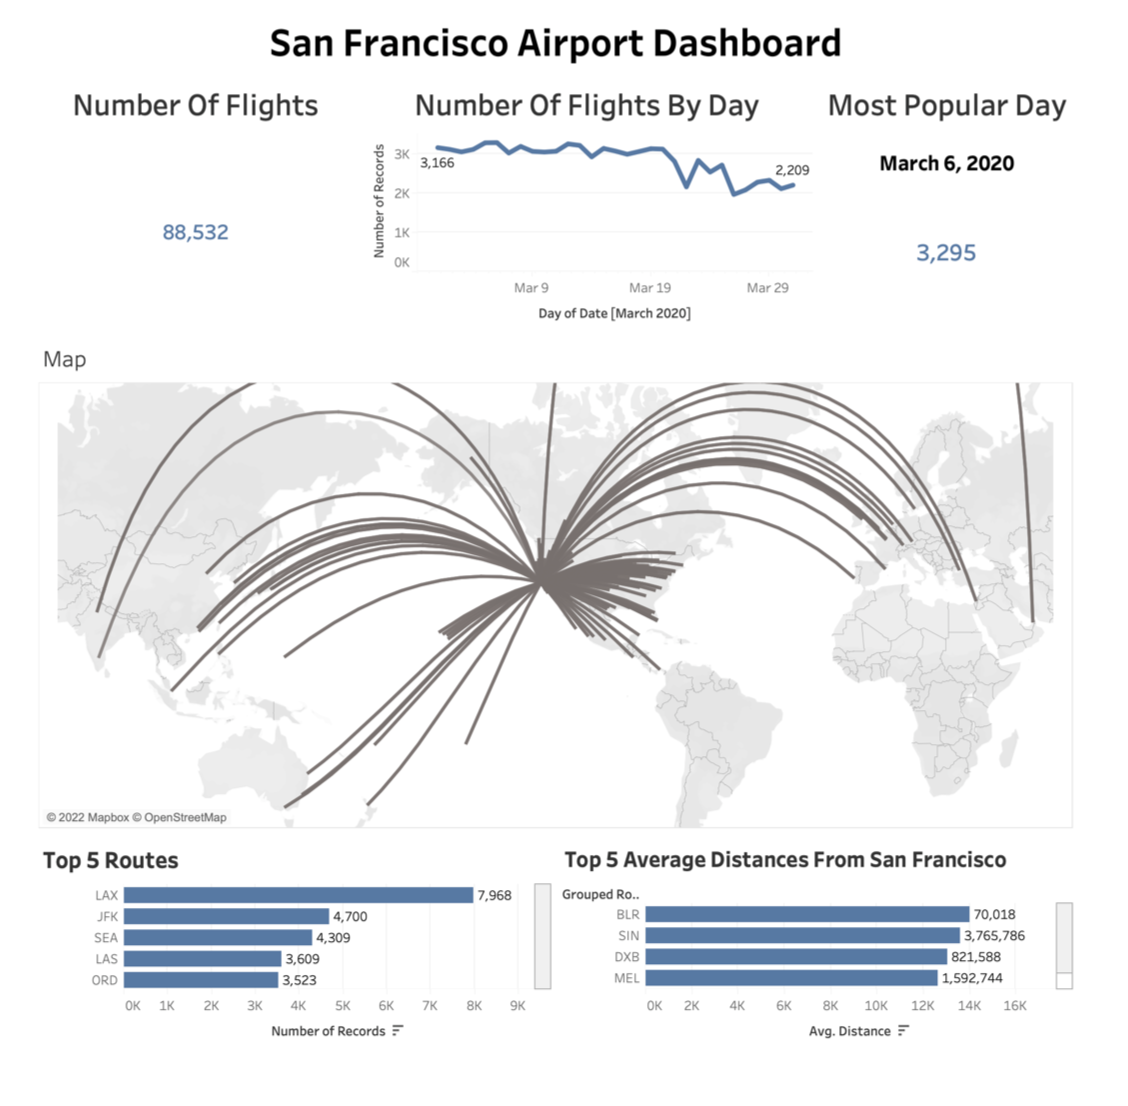 San Francisco Airport Dashboard
Number Of Flights
Number Of Flights By Day
Most Popular Day
88,532
Number of Records
3K
2K
1K
0K
3,166
2,209
Mar 9
Mar 19
Mar 29
Day of Date [March 2020]
March 6, 2020
3,295
Map
© 2022 Mapbox © OpenStreetMap
Top 5 Routes
LAX 7,968
JFK 4,700
SEA 4,309
LAS 3,609
ORD 3,523
0K 1K 2K 3K 4K 5K 6K 7K 8K 9K
Number of Records
Top 5 Average Distances From San Francisco
Grouped Ro..
BLR 70,018
SIN 3,765,786
DXB 821,588
MEL 1,592,744
0K 2K 4K 6K 8K 10K 12K 14K 16K
Avg. Distance